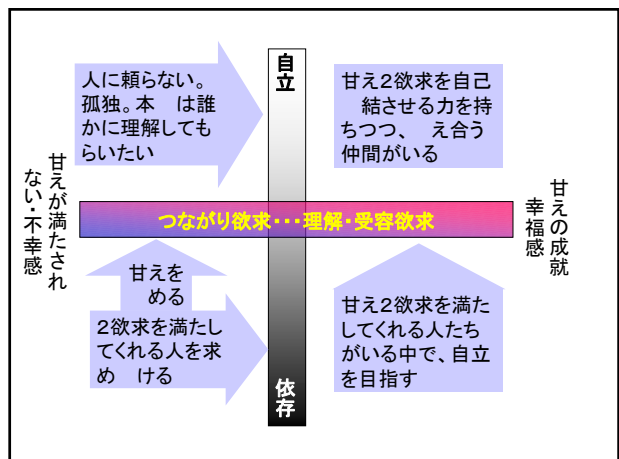 人に頼らない。
孤独。本　は誰
かに理解しても
らいたい
自立
甘え２欲求を自己
　結させる力を持
ちつつ、　え合う
仲間がいる
甘えが満たされ
ない・不幸感
つながり欲求・・・理解・受容欲求
甘えの成就
幸福感
甘えを
　める
２欲求を満たし
てくれる人を求
め　ける
甘え２欲求を満た
してくれる人たち
がいる中で、自立
を目指す
依存